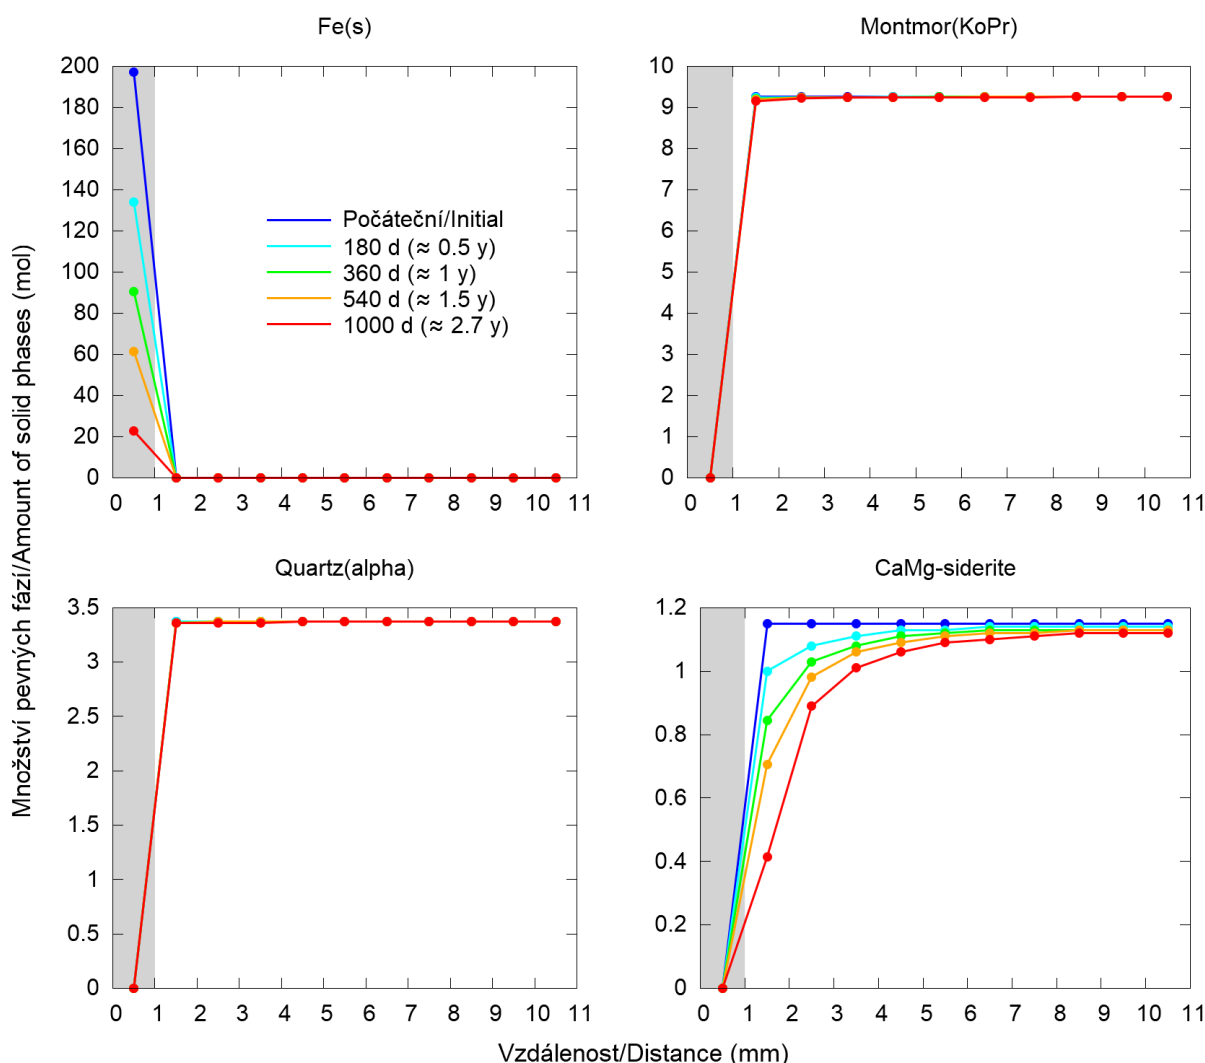 Fe(s)
Montmor(KoPr)
200
180
160
140
120
100
80
60
40
20
0
0 1 2 3 4 5 6 7 8 9 10 11
Počáteční/Initial
180 d (≈ 0.5 y)
360 d (≈ 1 y)
540 d (≈ 1.5 y)
1000 d (≈ 2.7 y)
10
9
8
7
6
5
4
3
2
1
0
0 1 2 3 4 5 6 7 8 9 10 11
Množství pevných fází/Amount of solid phases (mol)
Quartz(alpha)
CaMg-siderite
3.5
3
2.5
2
1.5
1
0.5
0
0 1 2 3 4 5 6 7 8 9 10 11
1.2
1
0.8
0.6
0.4
0.2
0
0 1 2 3 4 5 6 7 8 9 10 11
Vzdálenost/Distance (mm)